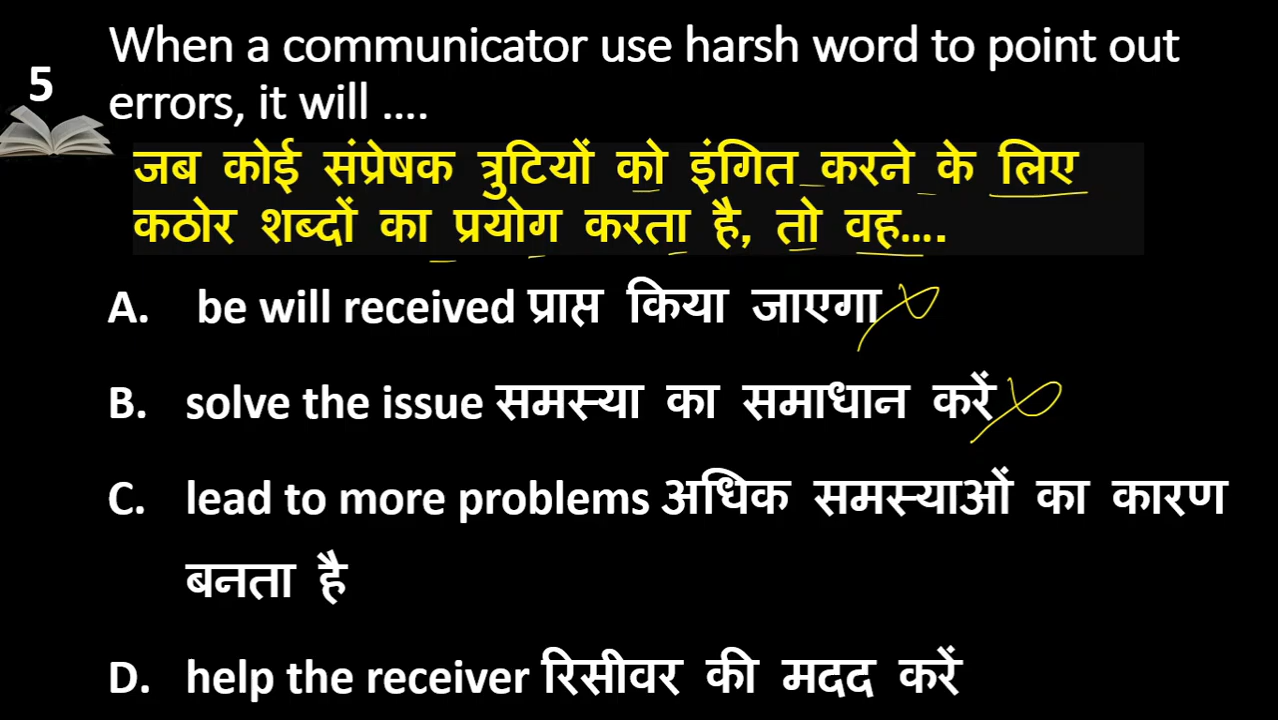 When a communicator use harsh word to point out
5
errors, it will ....
जब कोई संप्रेषक त्रुटियों को इंगित करने के लिए
कठोर शब्दों का प्रयोग करता है, तो वह....
A. be will received प्राप्त किया जाएगा
B. solve the issue समस्या का समाधान करें
C. lead to more problems अधिक समस्याओं का कारण
बनता है
D. help the receiver रिसीवर की मदद करें